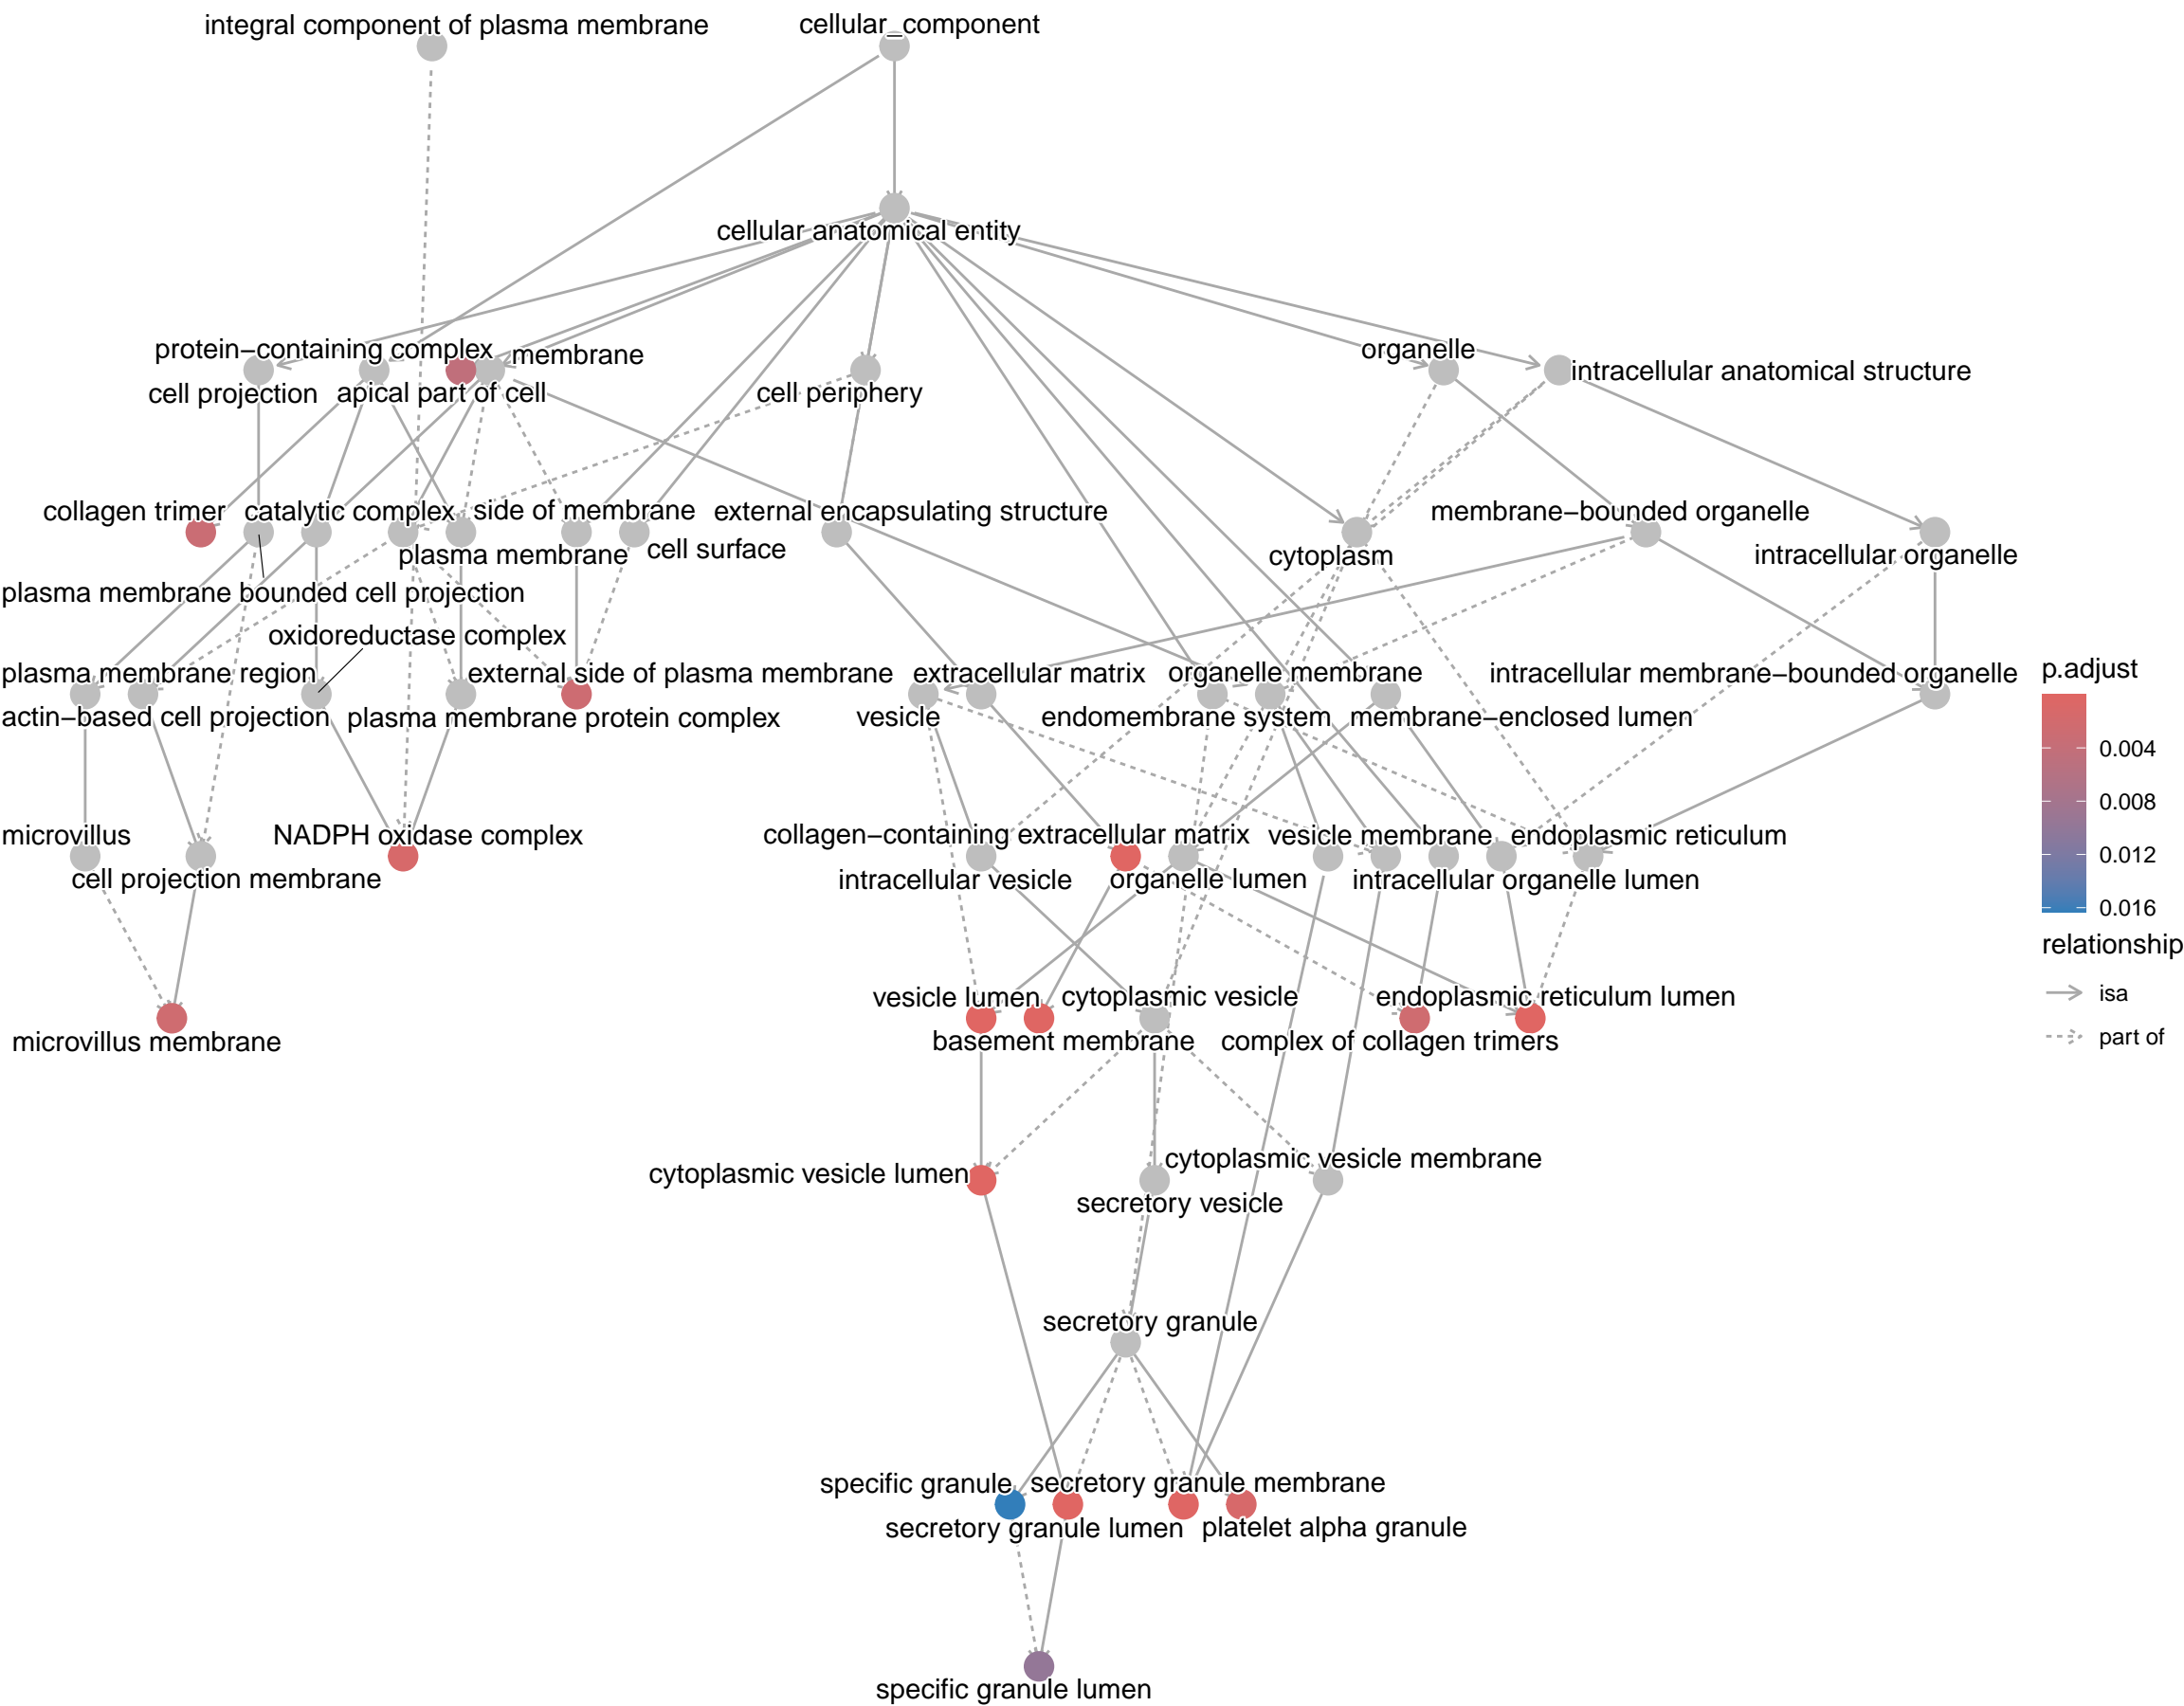 integral component of plasma membrane
cellular_component
cellular anatomical entity
protein−containing complex
membrane
organelle
intracellular anatomical structure
cell projection
apical part of cell
cell periphery
collagen trimer
catalytic complex
side of membrane
external encapsulating structure
membrane−bounded organelle
plasma membrane
cell surface
cytoplasm
intracellular organelle
plasma membrane bounded cell projection
oxidoreductase complex
plasma membrane region
external side of plasma membrane
extracellular matrix
organelle membrane
intracellular membrane−bounded organelle
actin−based cell projection
plasma membrane protein complex
vesicle
endomembrane system
membrane−enclosed lumen
microvillus
NADPH oxidase complex
collagen−containing extracellular matrix
vesicle membrane
endoplasmic reticulum
cell projection membrane
intracellular vesicle
organelle lumen
intracellular organelle lumen
vesicle lumen
cytoplasmic vesicle
endoplasmic reticulum lumen
microvillus membrane
basement membrane
complex of collagen trimers
cytoplasmic vesicle lumen
cytoplasmic vesicle membrane
secretory vesicle
secretory granule
specific granule
secretory granule membrane
secretory granule lumen
platelet alpha granule
specific granule lumen
p.adjust
0.004
0.008
0.012
0.016
relationship
isa
part of